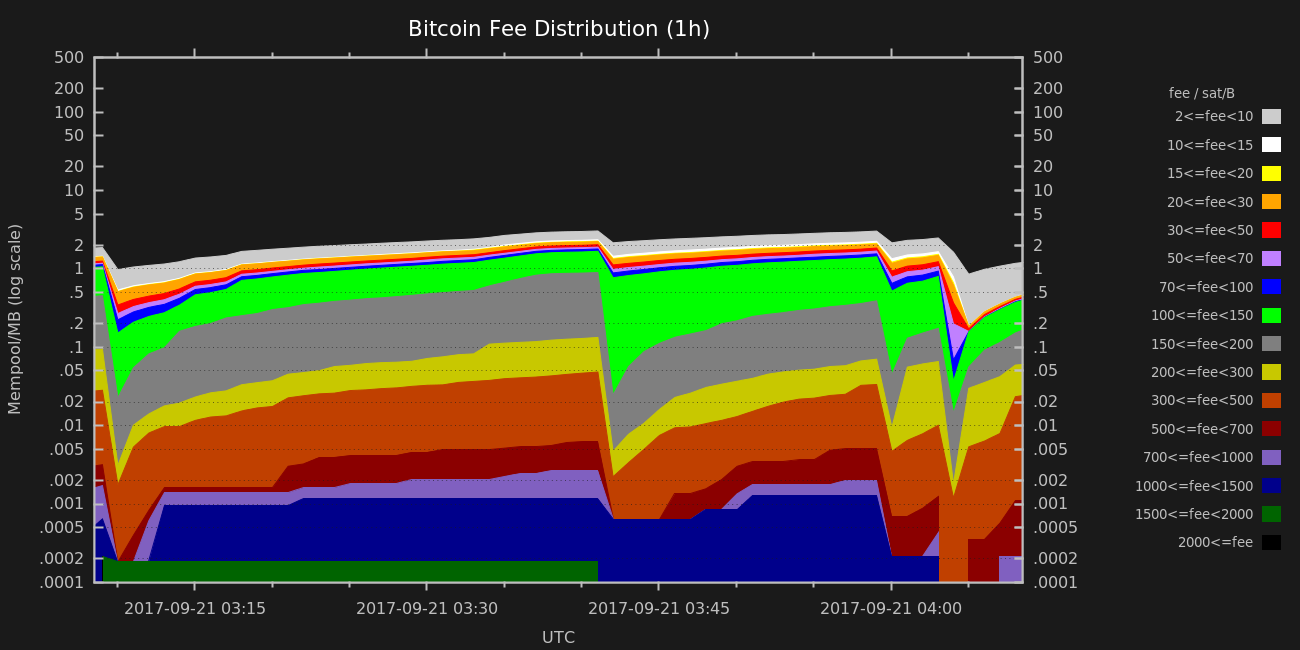 Bitcoin Fee Distribution (1h)
Mempool/MB (log scale)
500
200
100
50
20
10
5
2
1
.5
.2
.1
.05
.02
.01
.005
.002
.001
.0005
.0002
.0001
500
200
100
50
20
10
5
2
1
.5
.2
.1
.05
.02
.01
.005
.002
.001
.0005
.0002
.0001
2017-09-21 03:15
2017-09-21 03:30
2017-09-21 03:45
2017-09-21 04:00
UTC
fee / sat/B
2<=fee<10
10<=fee<15
15<=fee<20
20<=fee<30
30<=fee<50
50<=fee<70
70<=fee<100
100<=fee<150
150<=fee<200
200<=fee<300
300<=fee<500
500<=fee<700
700<=fee<1000
1000<=fee<1500
1500<=fee<2000
2000<=fee